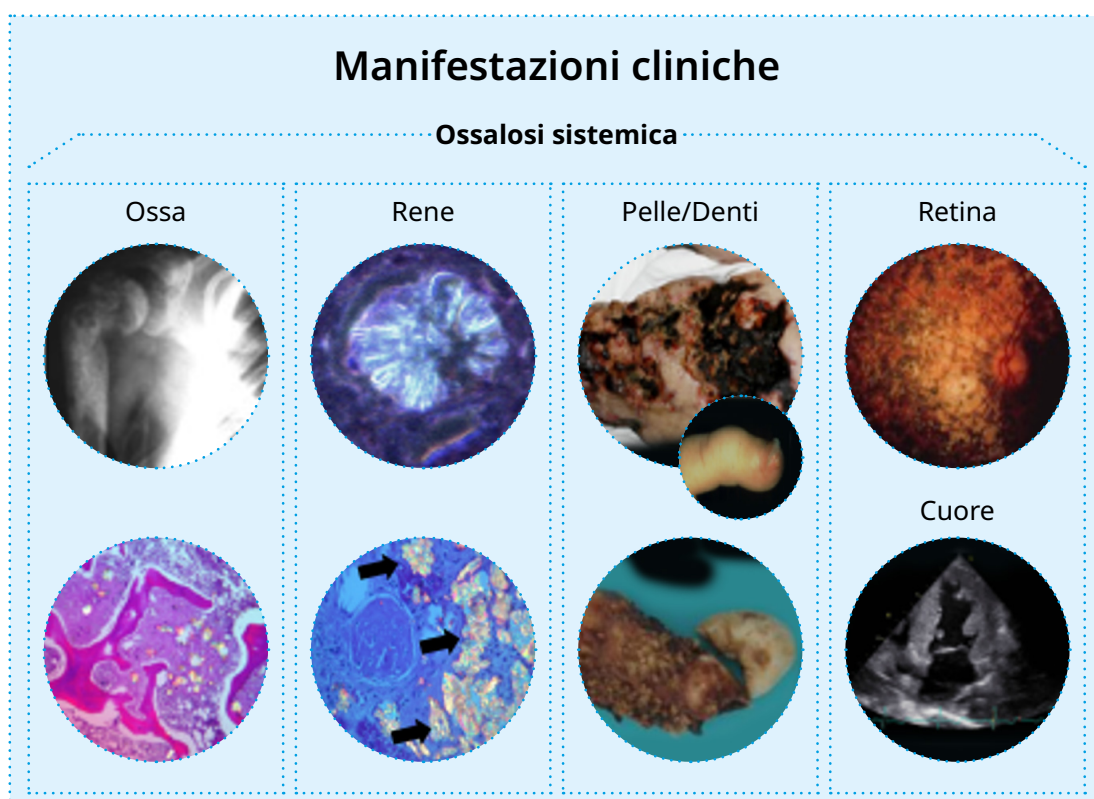 Manifestazioni cliniche
Ossalosi sistemica
Ossa
Rene
Pelle/Denti
Retina
Cuore